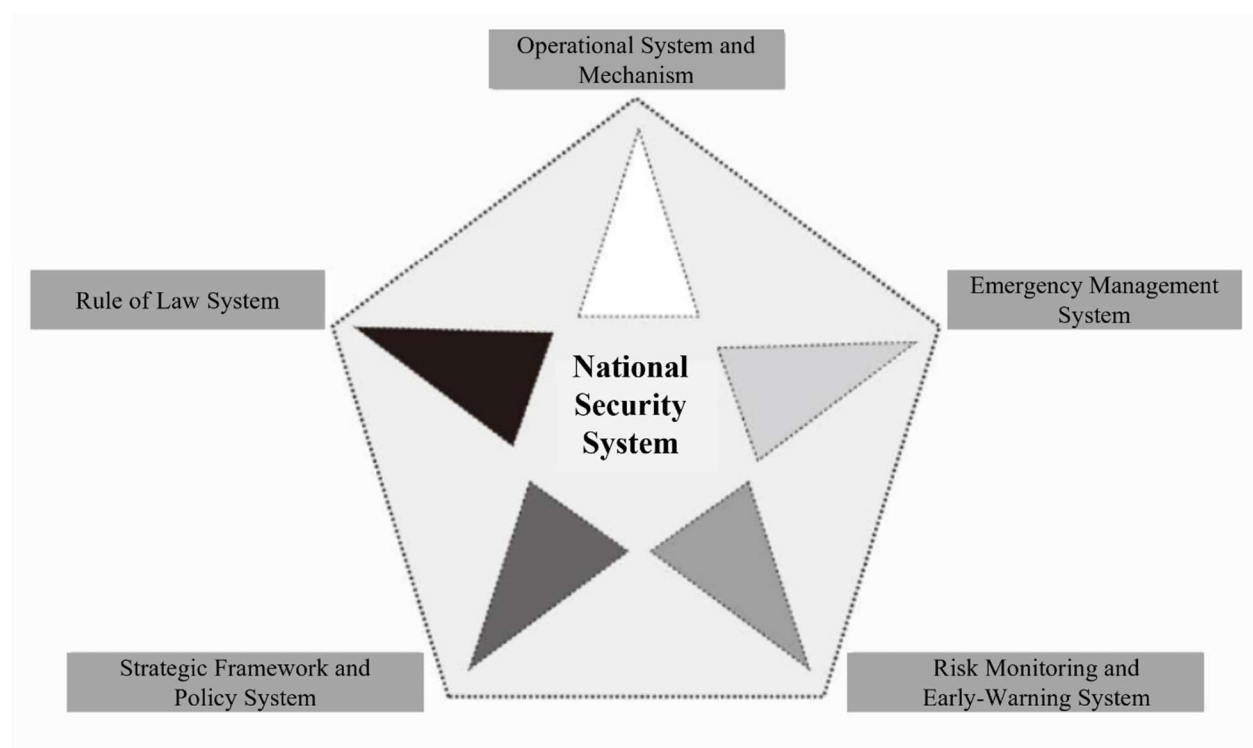 Operational System and
Mechanism
Rule of Law System
Emergency Management
System
National
Security
System
Strategic Framework and
Policy System
Risk Monitoring and
Early-Warning System